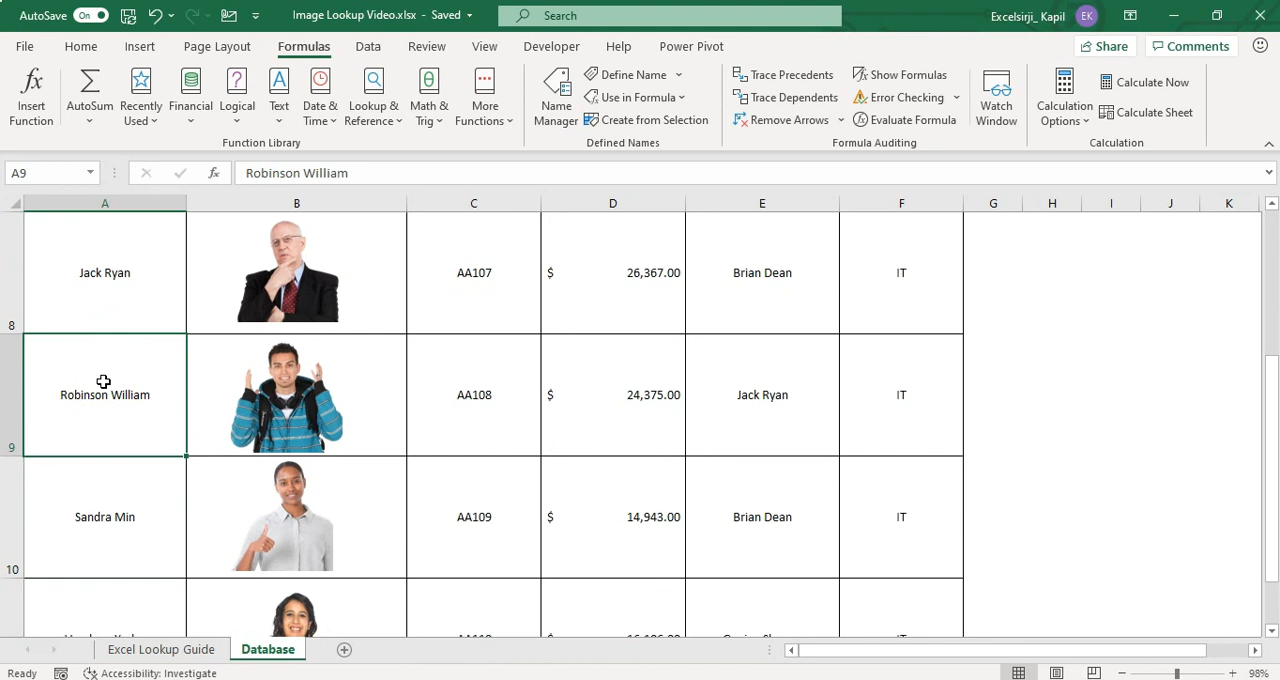 AutoSave On Image Lookup Video.xlsx - Saved Search Excelsirji_ Kapil EK
File Home Insert Page Layout Formulas Data Review View Developer Help Power Pivot Share Comments
Insert Function AutoSum Recently Used Financial Logical Text Date & Time Lookup & Reference Math & Trig More Functions
Function Library
Name Manager Define Name Use in Formula Create from Selection
Defined Names
Trace Precedents Show Formulas
Trace Dependents Error Checking
Remove Arrows Evaluate Formula
Watch Window
Formula Auditing
Calculation Options Calculate Now Calculate Sheet
Calculation
A9 fx Robinson William
A B C D E F G H I J K
8 Jack Ryan AA107 $ 26,367.00 Brian Dean IT
9 Robinson William AA108 $ 24,375.00 Jack Ryan IT
10 Sandra Min AA109 $ 14,943.00 Brian Dean IT
Excel Lookup Guide Database
Ready Accessibility: Investigate 98%